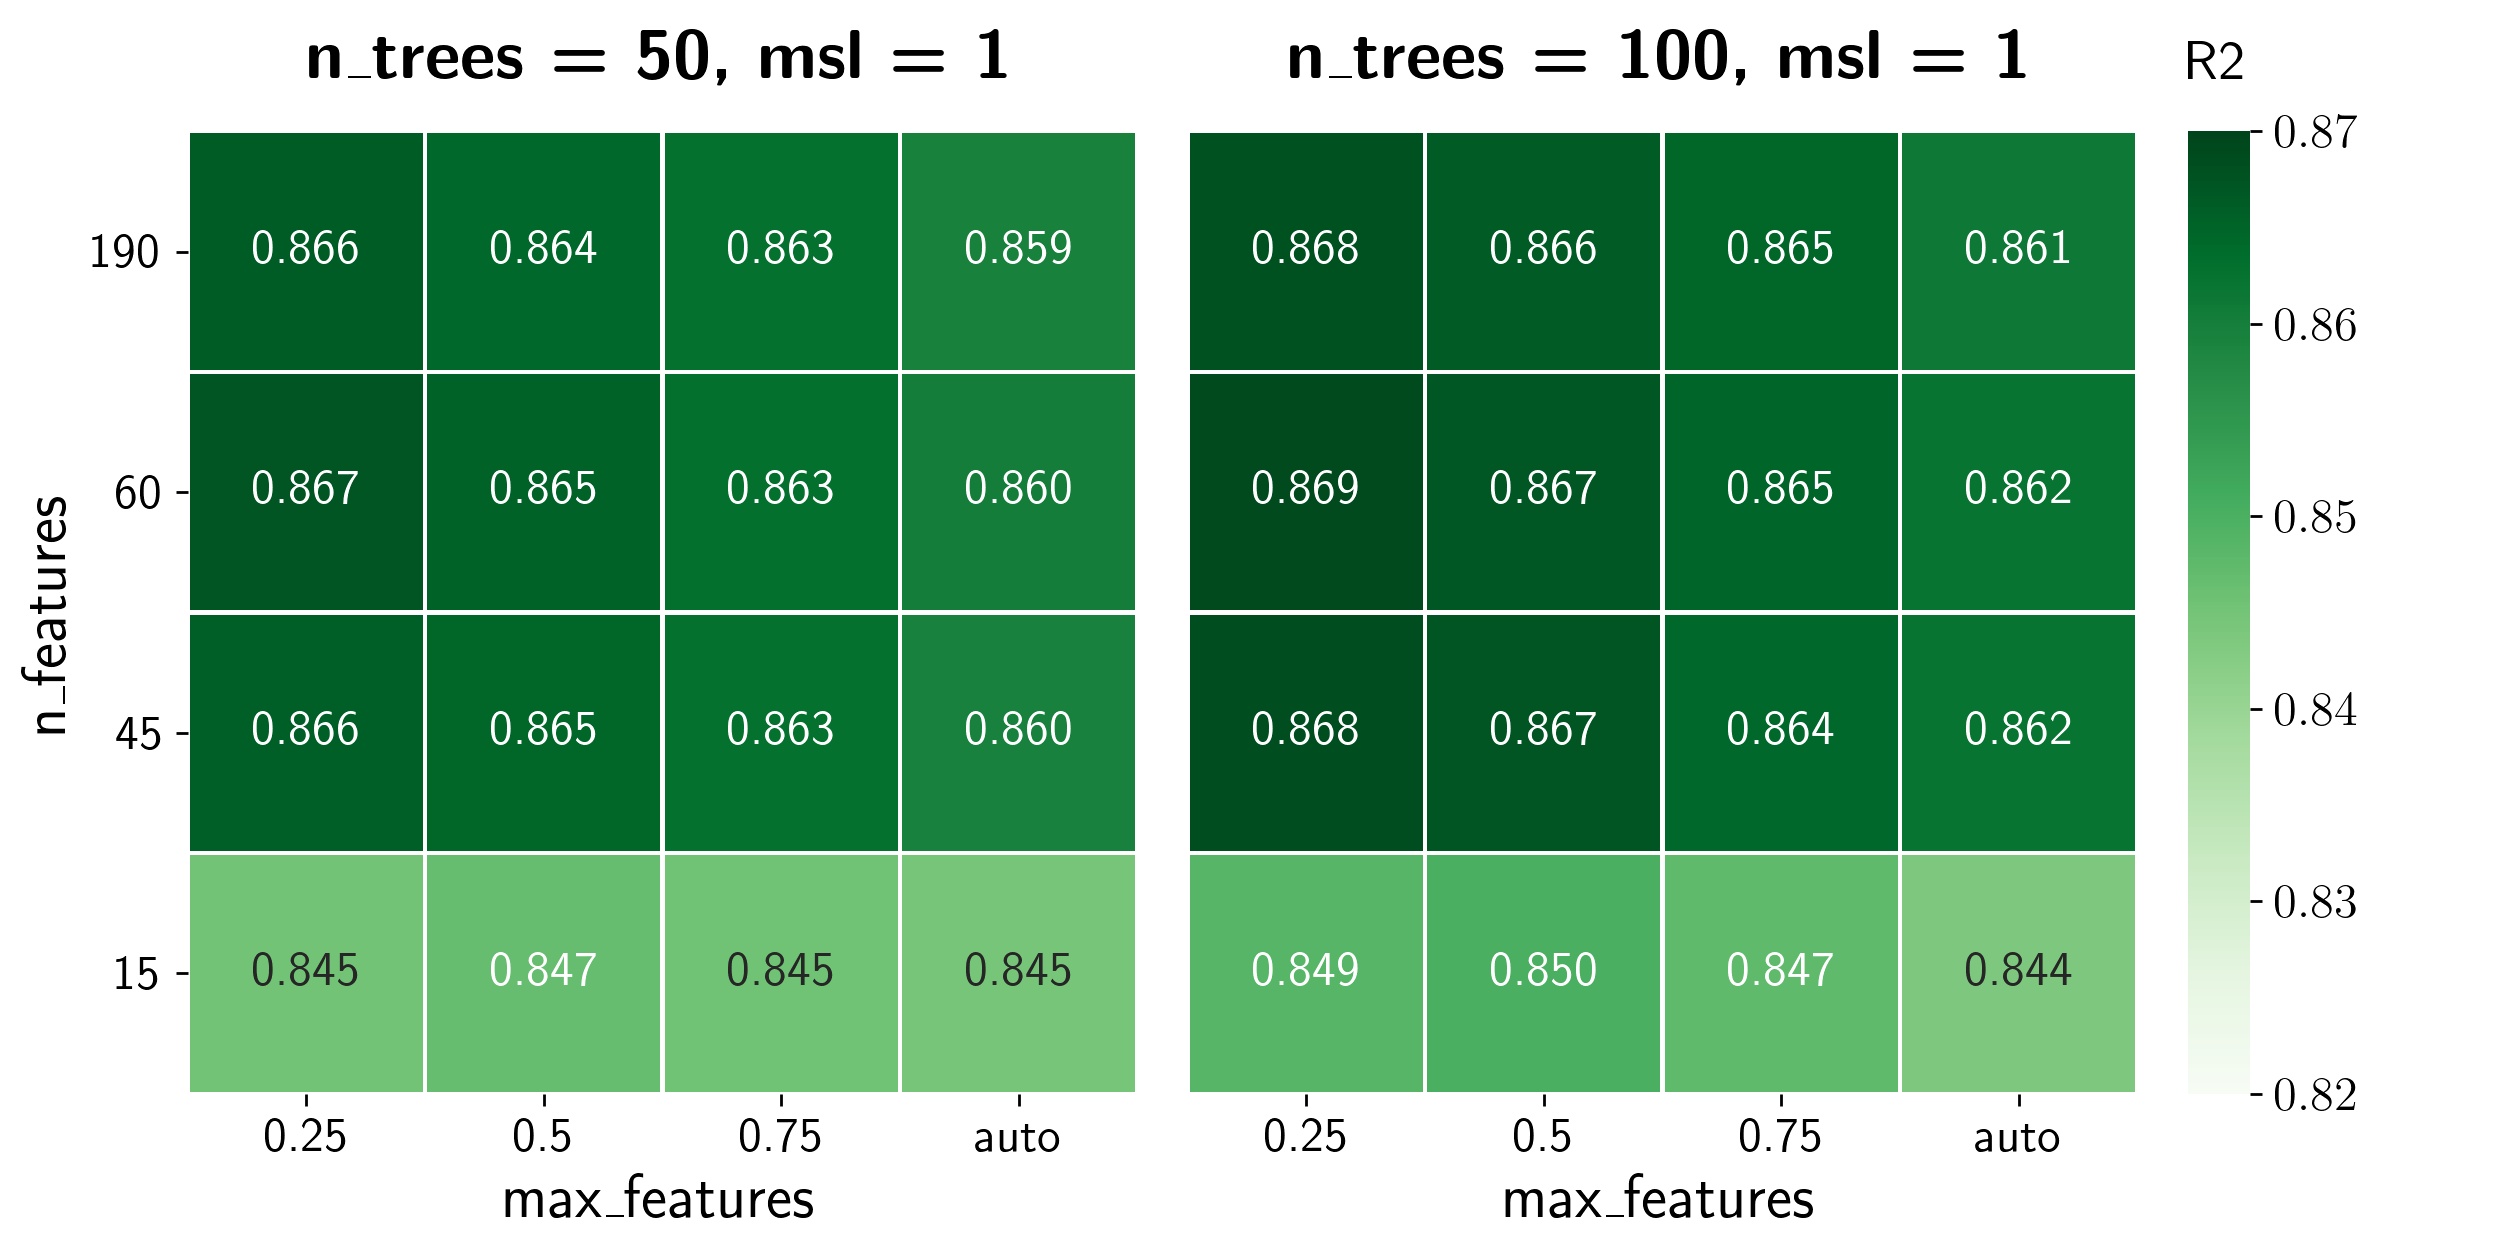 n_trees = 50, msl = 1
n_trees = 100, msl = 1
R2
n_features
190
0.866 0.864 0.863 0.859
0.868 0.866 0.865 0.861
60
0.867 0.865 0.863 0.860
0.869 0.867 0.865 0.862
45
0.866 0.865 0.863 0.860
0.868 0.867 0.864 0.862
15
0.845 0.847 0.845 0.845
0.849 0.850 0.847 0.844
0.25 0.5 0.75 auto
0.25 0.5 0.75 auto
max_features
max_features
0.87
0.86
0.85
0.84
0.83
0.82